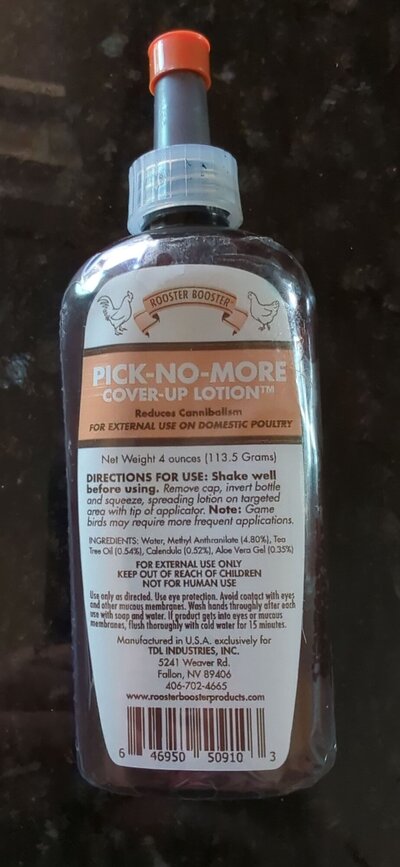 ROOSTER BOOSTER™
PICK-NO-MORE
COVER-UP LOTION™
Reduces Cannibalism
FOR EXTERNAL USE ON DOMESTIC POULTRY
Net Weight 4 ounces (113.5 Grams)
DIRECTIONS FOR USE: Shake well
before using. Remove cap, invert bottle
and squeeze, spreading lotion on targeted
area with tip of applicator. Note: Game
birds may require more frequent applications.
INGREDIENTS: Water, Methyl Anthranilate (4.80%), Tea
Tree Oil (0.54%), Calendula (0.52%), Aloe Vera Gel (0.35%)
FOR EXTERNAL USE ONLY
KEEP OUT OF REACH OF CHILDREN
NOT FOR HUMAN USE
Use only as directed. Use eye protection. Avoid contact with eyes
and other mucous membranes. Wash hands throughly after each
use with soap and water. If product gets into eyes or mucous
membranes, flush thoroughly with cold water for 15 minutes.
Manufactured in U.S.A. exclusively for
TDL INDUSTRIES, INC.
5241 Weaver Rd.
Fallon, NV 89406
406-702-4665
www.roosterboosterproducts.com
6 46950 50910 3